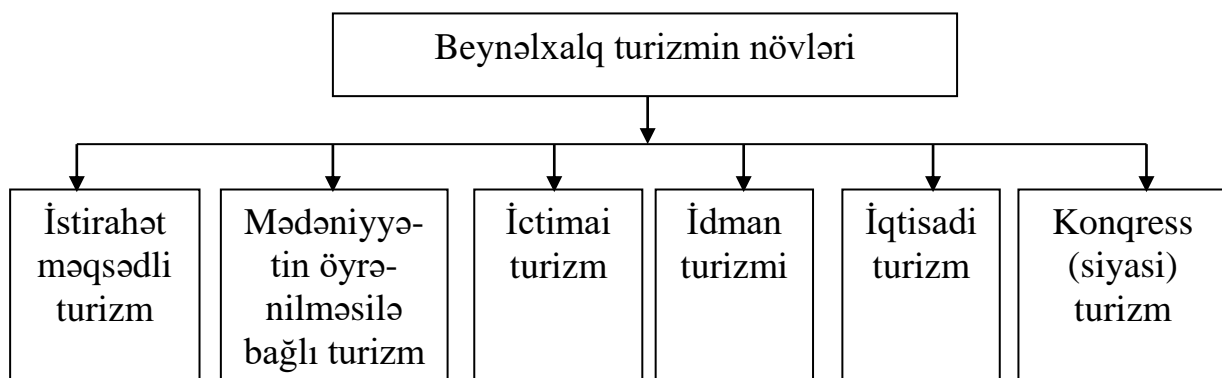 Beynəlxalq turizmin növləri
İstirahət
məqsədli
turizm
Mədəniyyə-
tin öyrə-
nilməsilə
bağlı turizm
İctimai
turizm
İdman
turizmi
İqtisadi
turizm
Konqress
(siyasi)
turizm